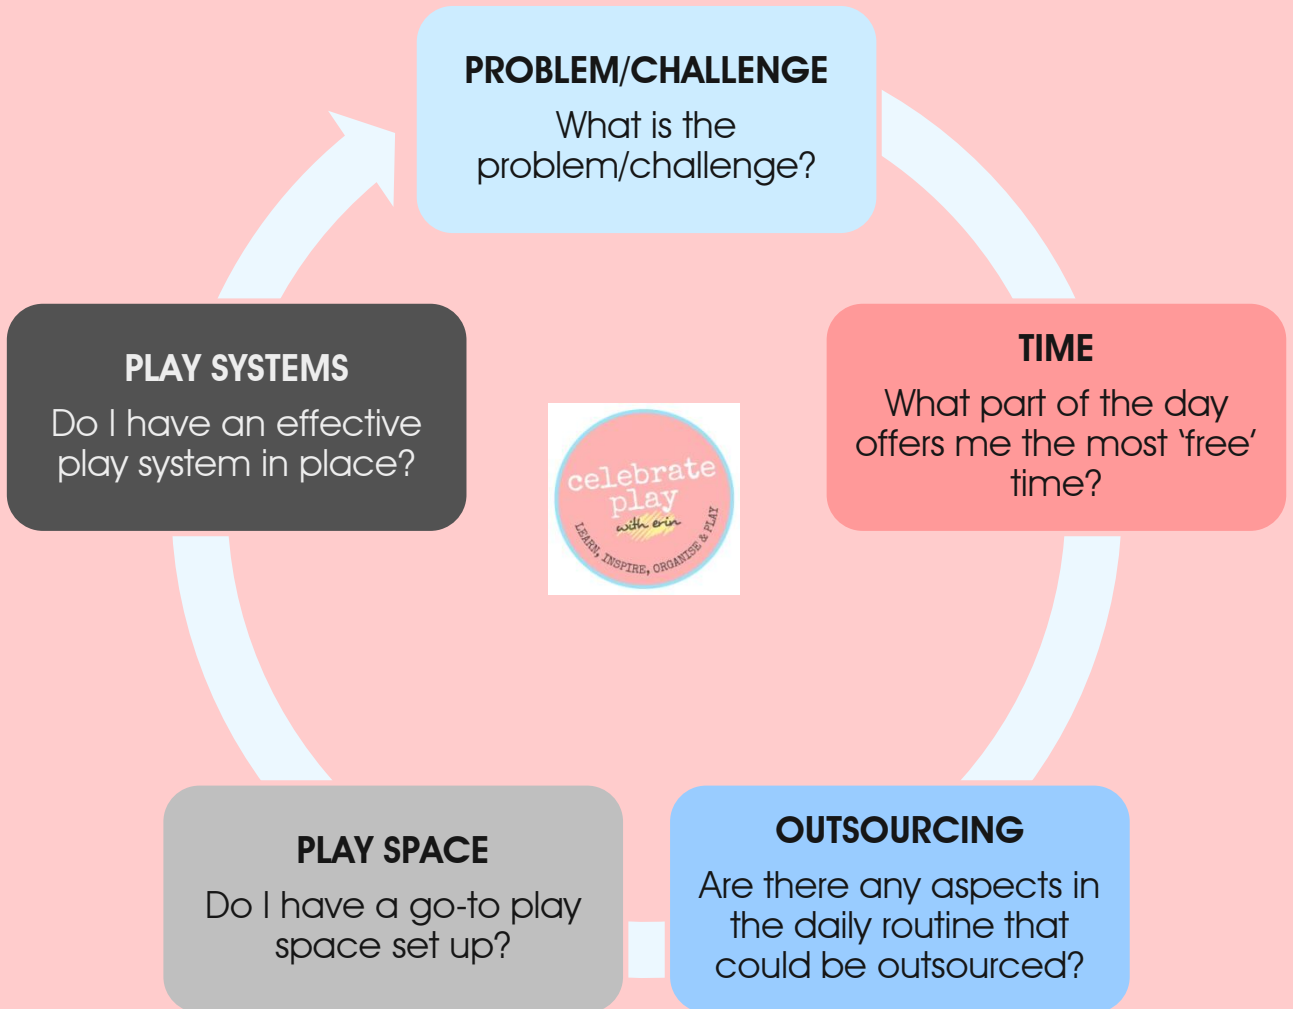 PROBLEM/CHALLENGE
What is the
problem/challenge?
TIME
What part of the day
offers me the most ‘free’
time?
OUTSOURCING
Are there any aspects in
the daily routine that
could be outsourced?
PLAY SPACE
Do I have a go-to play
space set up?
PLAY SYSTEMS
Do I have an effective
play system in place?
celebrate
play
with erin
LEARN, INSPIRE, ORGANISE & PLAY